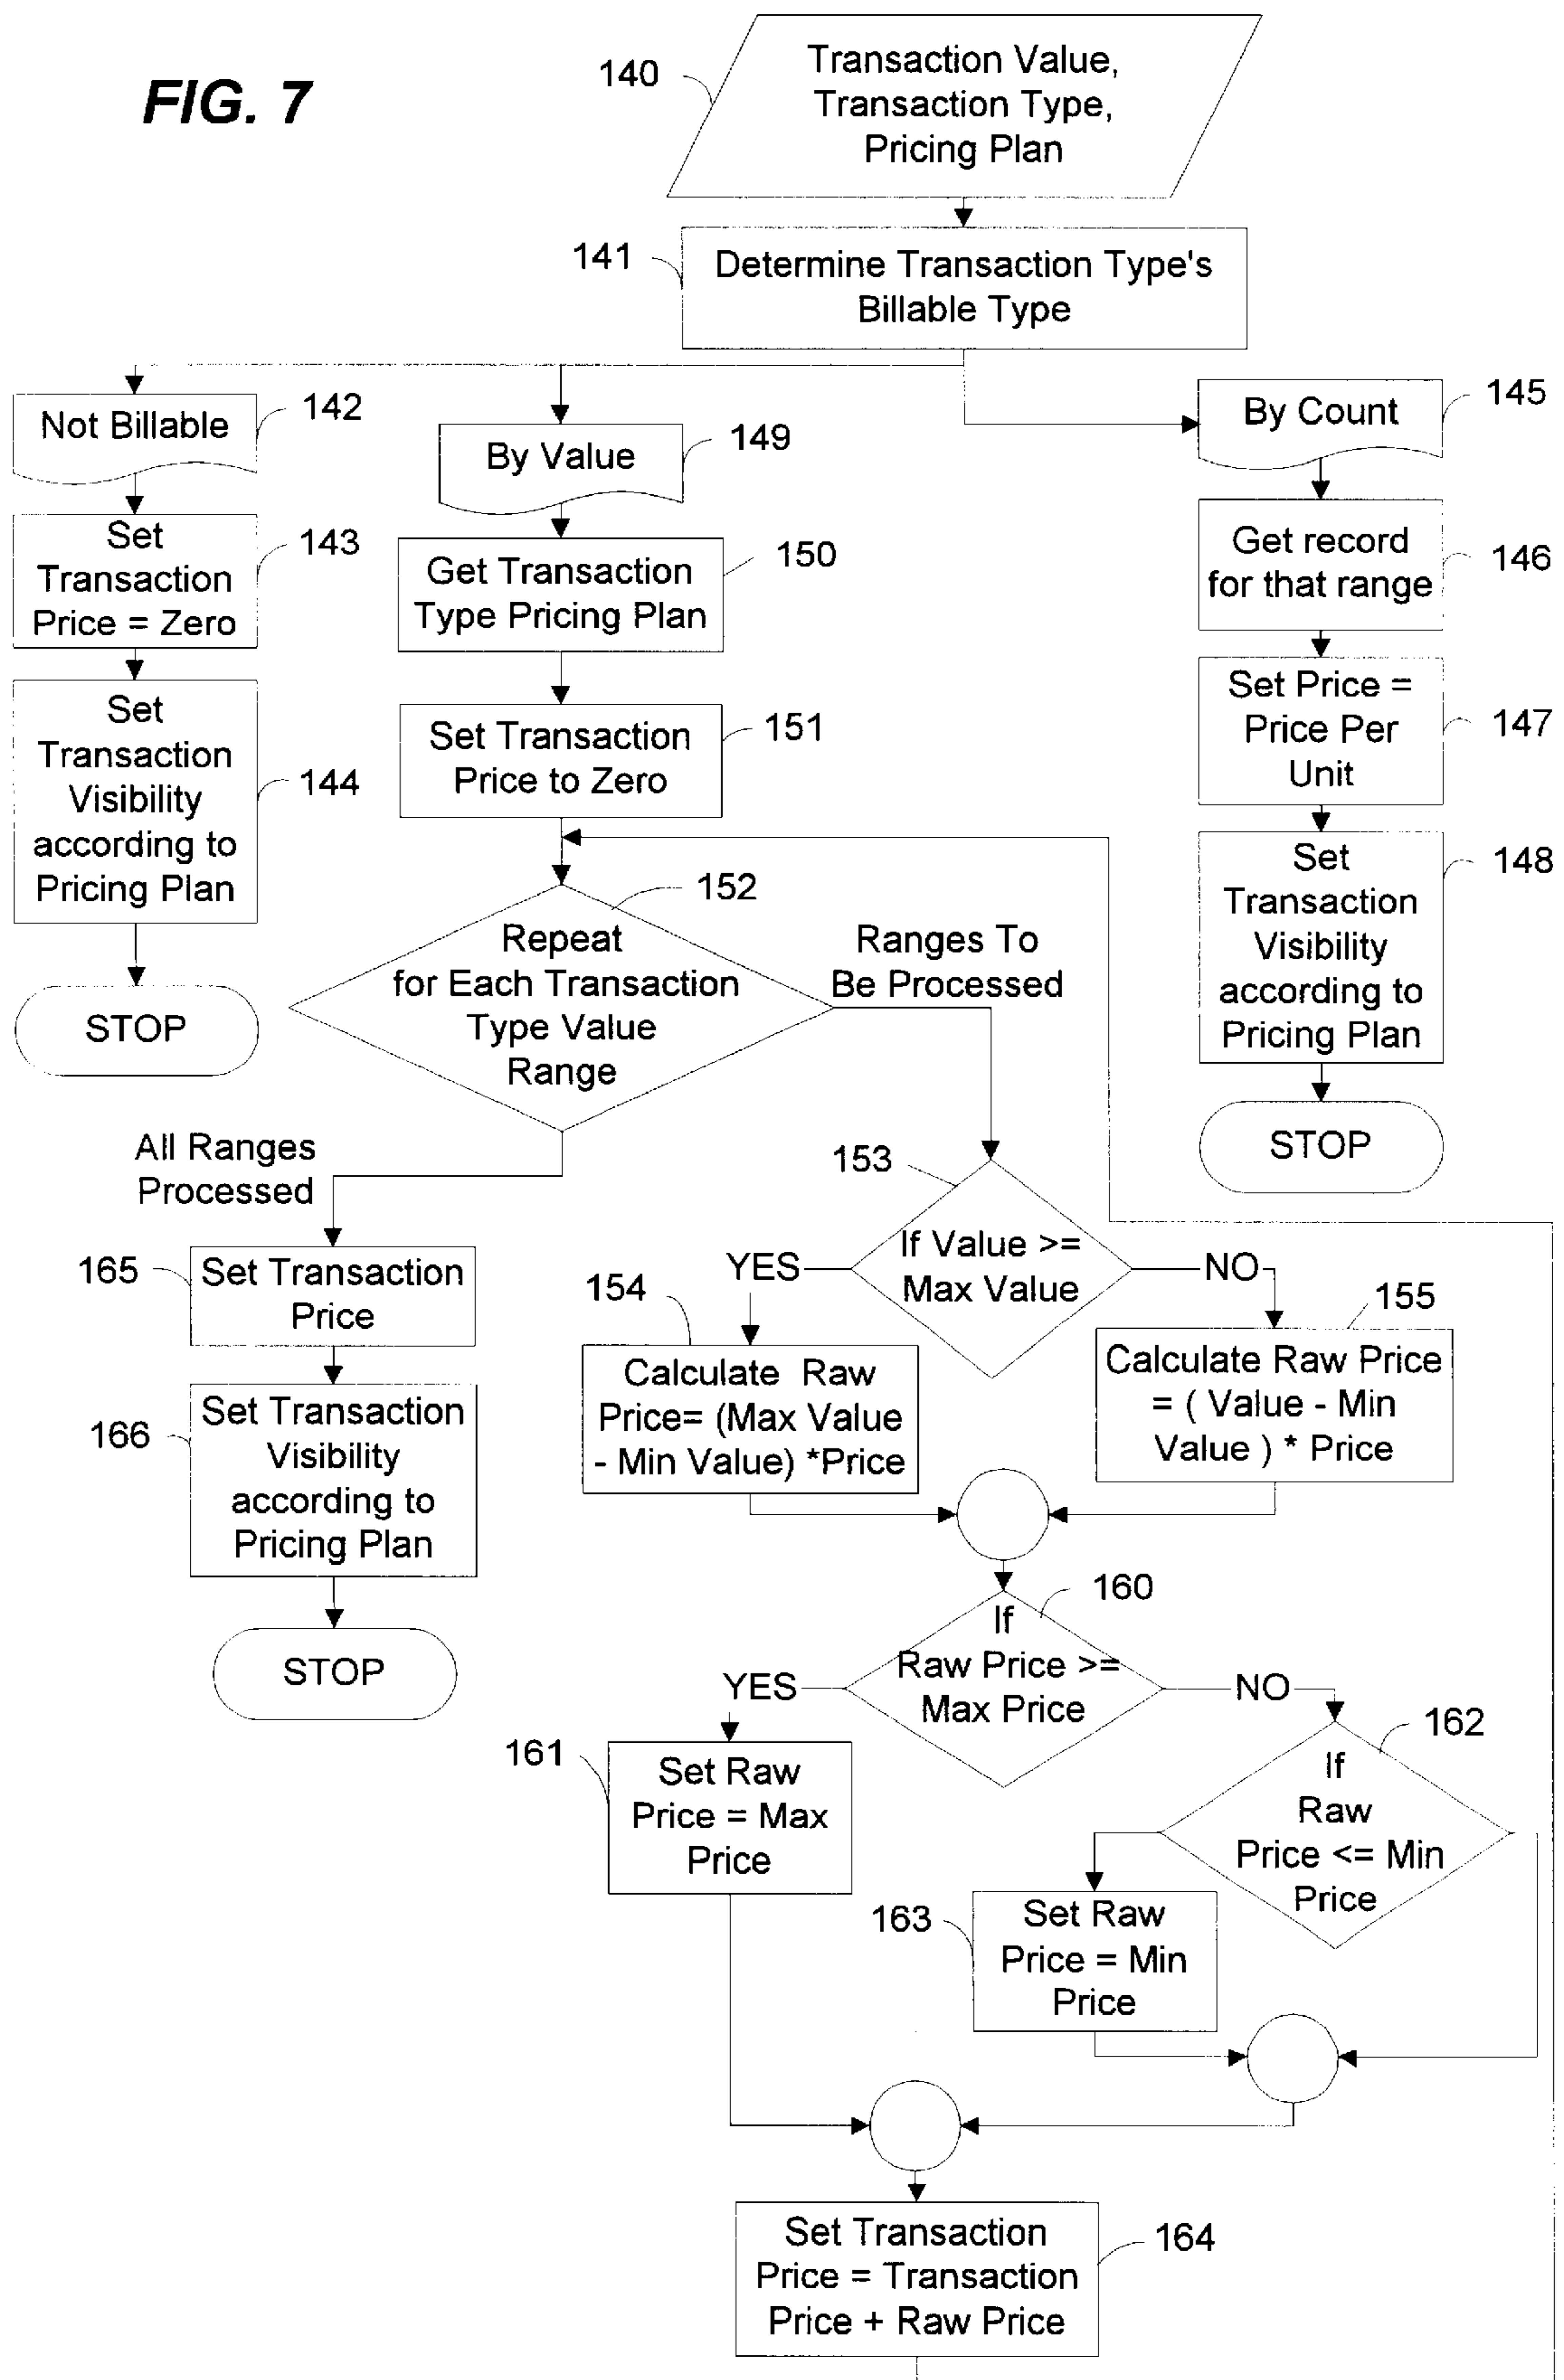 FIG. 7
140
Transaction Value,
Transaction Type,
Pricing Plan
141
Determine Transaction Type's
Billable Type
Not Billable
142
Set
Transaction
Price = Zero
143
Set
Transaction
Visibility
according to
Pricing Plan
144
STOP
By Value
149
Get Transaction
Type Pricing Plan
150
Set Transaction
Price to Zero
151
152
Repeat
for Each Transaction
Type Value
Range
Ranges To
Be Processed
All Ranges
Processed
165
Set Transaction
Price
166
Set Transaction
Visibility
according to
Pricing Plan
STOP
By Count
145
Get record
for that range
146
Set Price =
Price Per
Unit
147
Set
Transaction
Visibility
according to
Pricing Plan
148
STOP
153
If Value >=
Max Value
YES
NO
154
Calculate Raw
Price= (Max Value
- Min Value) *Price
155
Calculate Raw Price
= ( Value - Min
Value ) * Price
160
If
Raw Price >=
Max Price
YES
NO
161
Set Raw
Price = Max
Price
162
If
Raw
Price <= Min
Price
163
Set Raw
Price = Min
Price
Set Transaction
Price = Transaction
Price + Raw Price
164